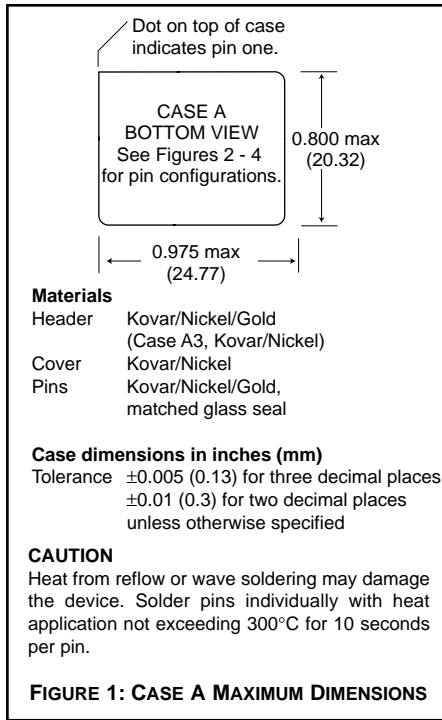 Dot on top of case
indicates pin one.
CASE A
BOTTOM VIEW
See Figures 2 - 4
for pin configurations.
0.800 max
(20.32)
0.975 max
(24.77)
Materials
Header Kovar/Nickel/Gold
(Case A3, Kovar/Nickel)
Cover Kovar/Nickel
Pins Kovar/Nickel/Gold,
matched glass seal
Case dimensions in inches (mm)
Tolerance ±0.005 (0.13) for three decimal places
±0.01 (0.3) for two decimal places
unless otherwise specified
CAUTION
Heat from reflow or wave soldering may damage
the device. Solder pins individually with heat
application not exceeding 300°C for 10 seconds
per pin.
FIGURE 1: CASE A MAXIMUM DIMENSIONS